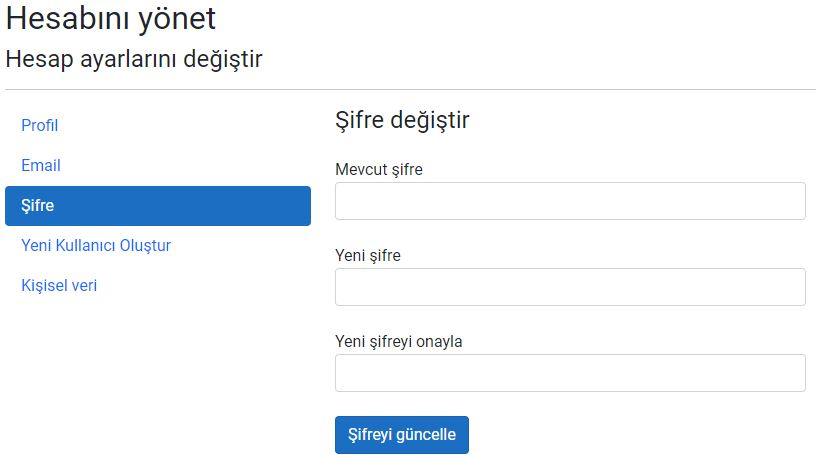 Hesabını yönet
Hesap ayarlarını değiştir
Profil
Email
Şifre
Yeni Kullanıcı Oluştur
Kişisel veri
Şifre değiştir
Mevcut şifre
Yeni şifre
Yeni şifreyi onayla
Şifreyi güncelle